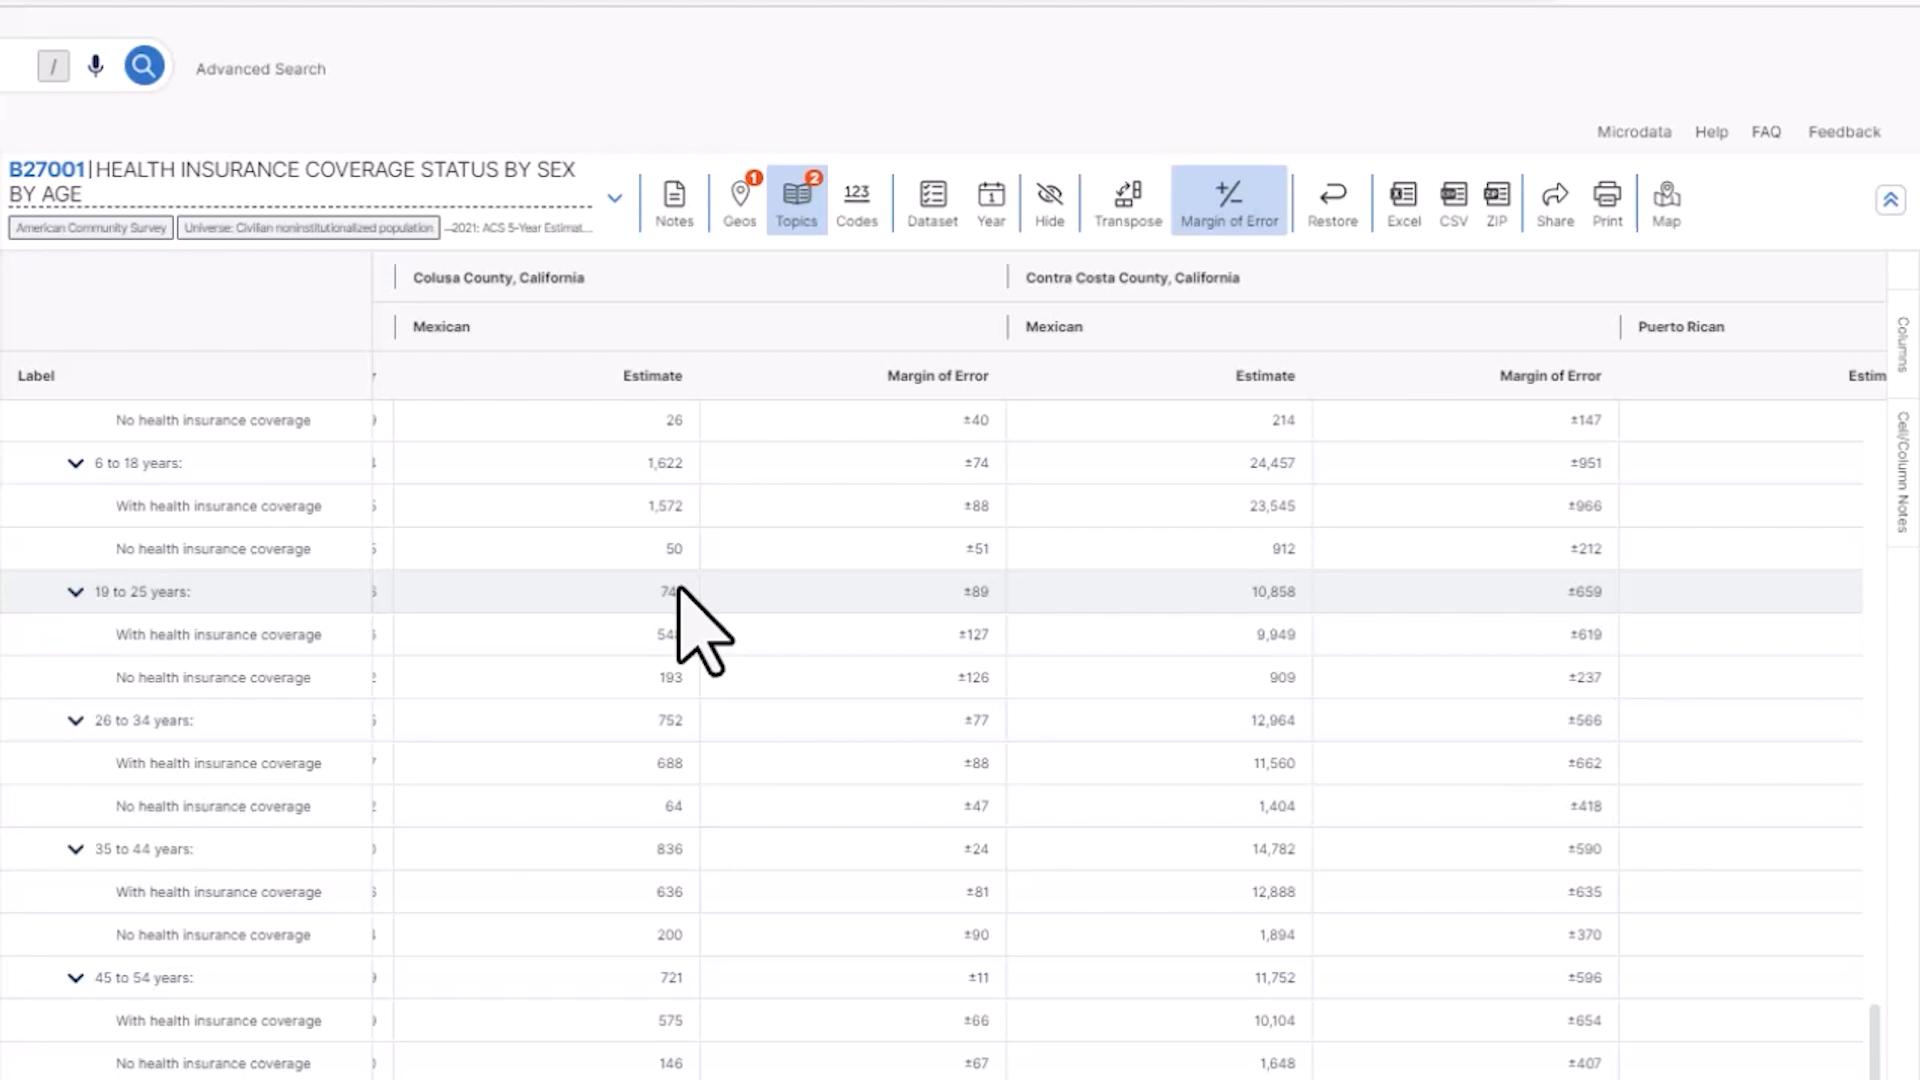 / Advanced Search
Microdata Help FAQ Feedback
B27001 | HEALTH INSURANCE COVERAGE STATUS BY SEX
BY AGE
American Community Survey Universe: Civilian noninstitutionalized population —2021: ACS 5-Year Estimat...
1 2 123 1 +/-
Notes Geos Topics Codes Dataset Year Hide Transpose Margin of Error Restore Excel CSV ZIP Share Print Map
Colusa County, California Contra Costa County, California
Mexican Mexican Puerto Rican
Label Estimate Margin of Error Estimate Margin of Error Estim
No health insurance coverage 26 ±40 214 ±147
6 to 18 years: 1,622 ±74 24,457 ±951
With health insurance coverage 1,572 ±88 23,545 ±966
No health insurance coverage 50 ±51 912 ±212
19 to 25 years: ±89 10,858 ±659
With health insurance coverage ±127 9,949 ±619
No health insurance coverage 193 ±126 909 ±237
26 to 34 years: 752 ±77 12,964 ±566
With health insurance coverage 688 ±88 11,560 ±662
No health insurance coverage 64 ±47 1,404 ±418
35 to 44 years: 836 ±24 14,782 ±590
With health insurance coverage 636 ±81 12,888 ±635
No health insurance coverage 200 ±90 1,894 ±370
45 to 54 years: 721 ±11 11,752 ±596
With health insurance coverage 575 ±66 10,104 ±654
No health insurance coverage 146 ±67 1,648 ±407
Columns
Cell/Column Notes